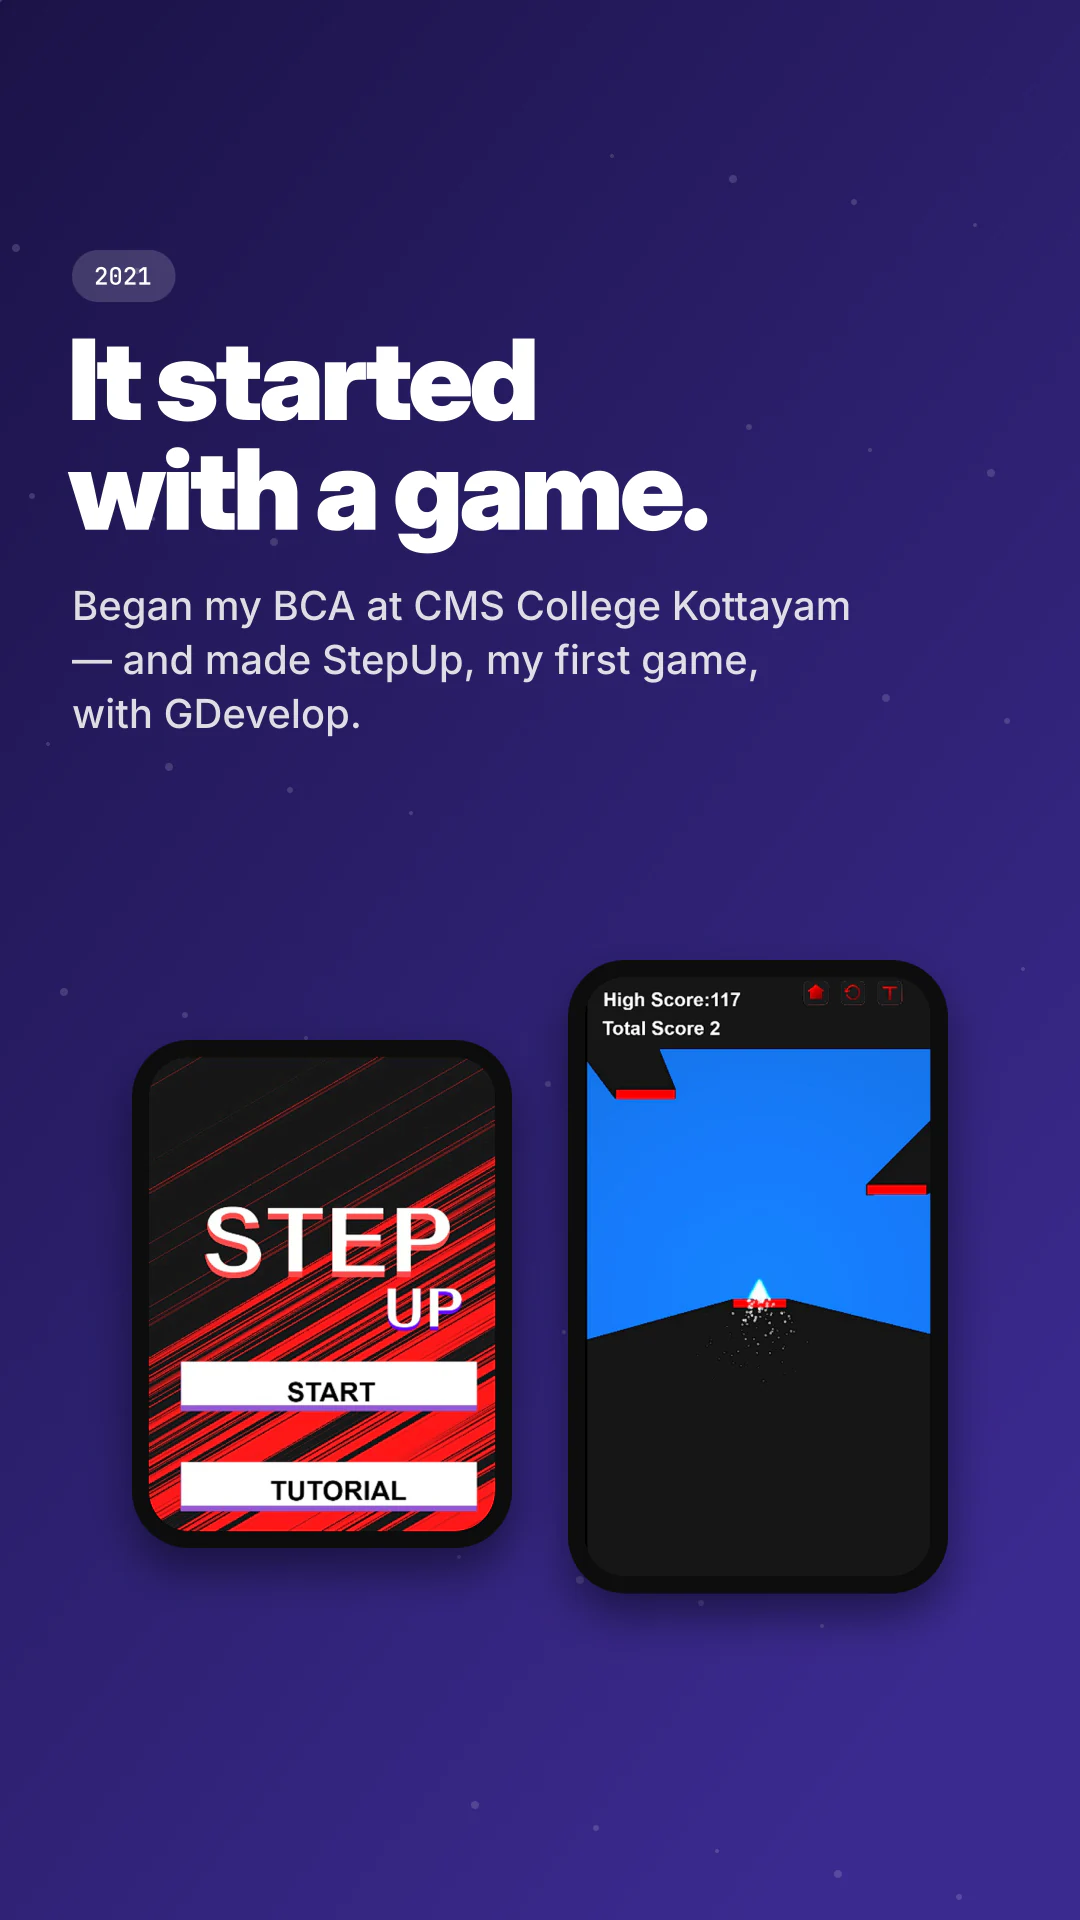 2021
It started
with a game.
Began my BCA at CMS College Kottayam
— and made StepUp, my first game,
with GDevelop.
STEP
UP
START
TUTORIAL
High Score:117
Total Score 2